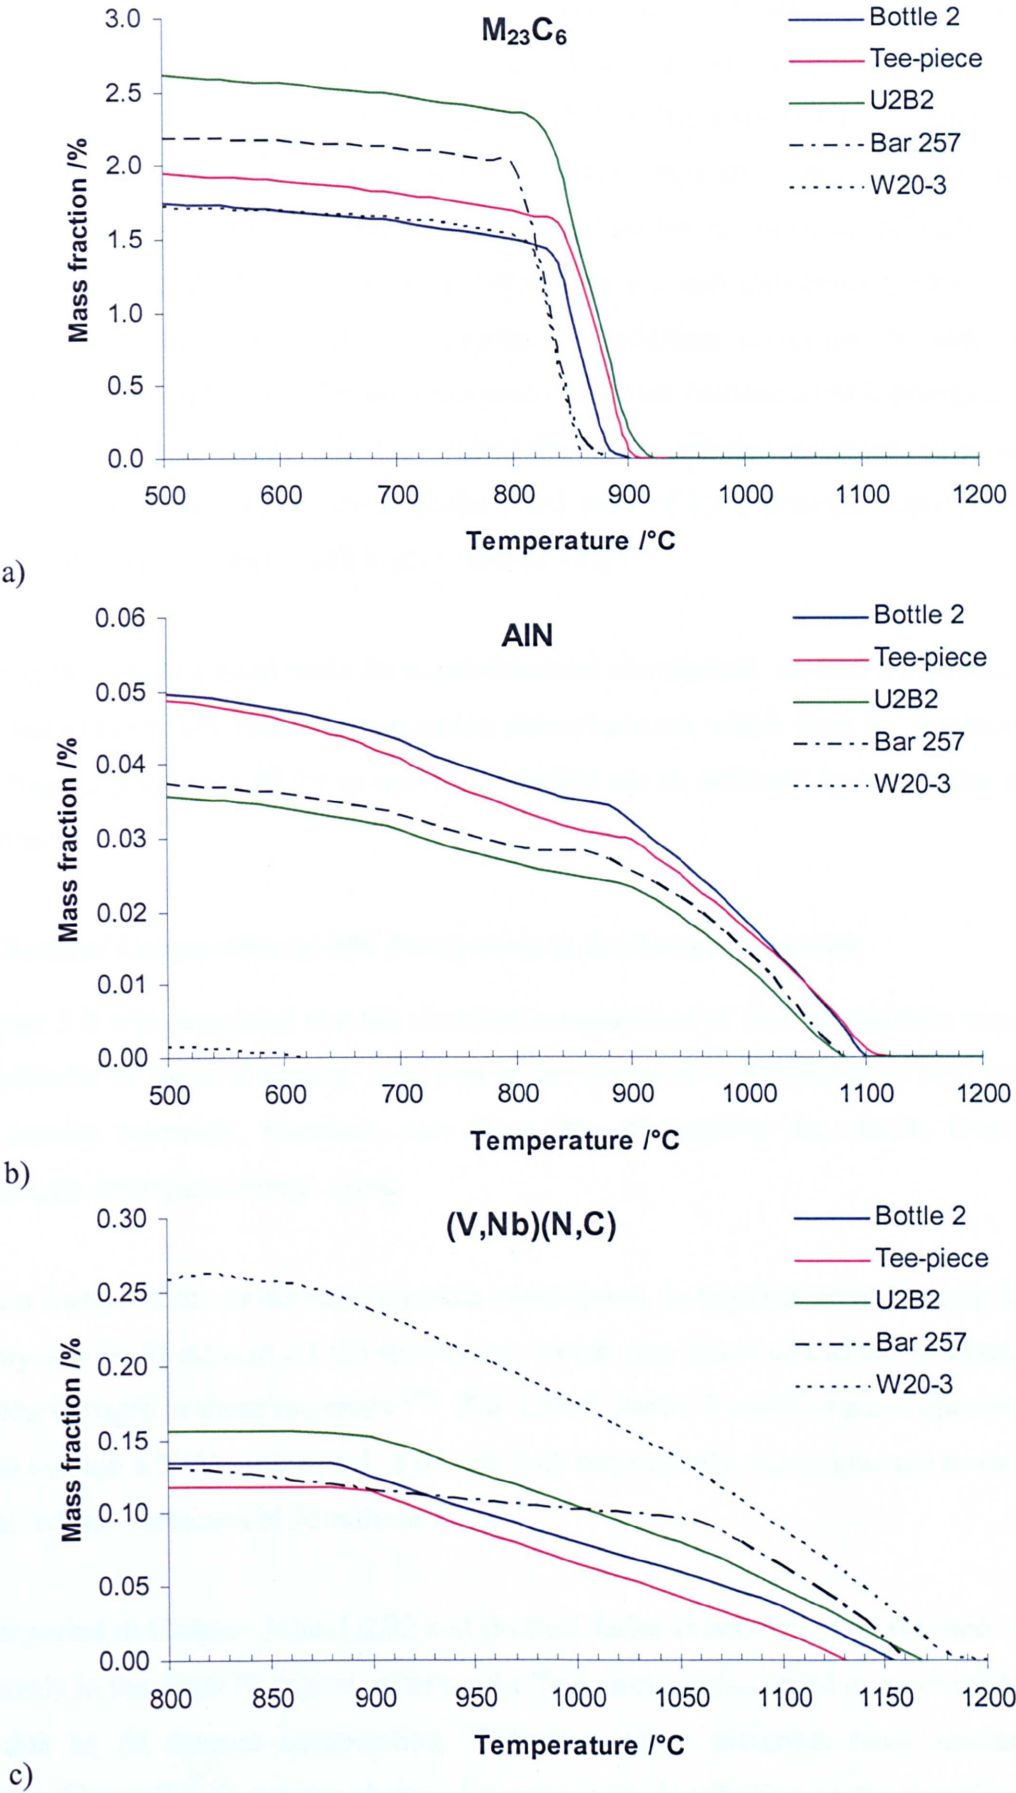 M23C6
Bottle 2
Tee-piece
U2B2
Bar 257
W20-3
3.0
2.5
2.0
1.5
1.0
0.5
0.0
Mass fraction /%
500 600 700 800 900 1000 1100 1200
Temperature /°C
a)
AlN
Bottle 2
Tee-piece
U2B2
Bar 257
W20-3
0.06
0.05
0.04
0.03
0.02
0.01
0.00
Mass fraction /%
500 600 700 800 900 1000 1100 1200
Temperature /°C
b)
(V,Nb)(N,C)
Bottle 2
Tee-piece
U2B2
Bar 257
W20-3
0.30
0.25
0.20
0.15
0.10
0.05
0.00
Mass fraction /%
800 850 900 950 1000 1050 1100 1150 1200
Temperature /°C
c)